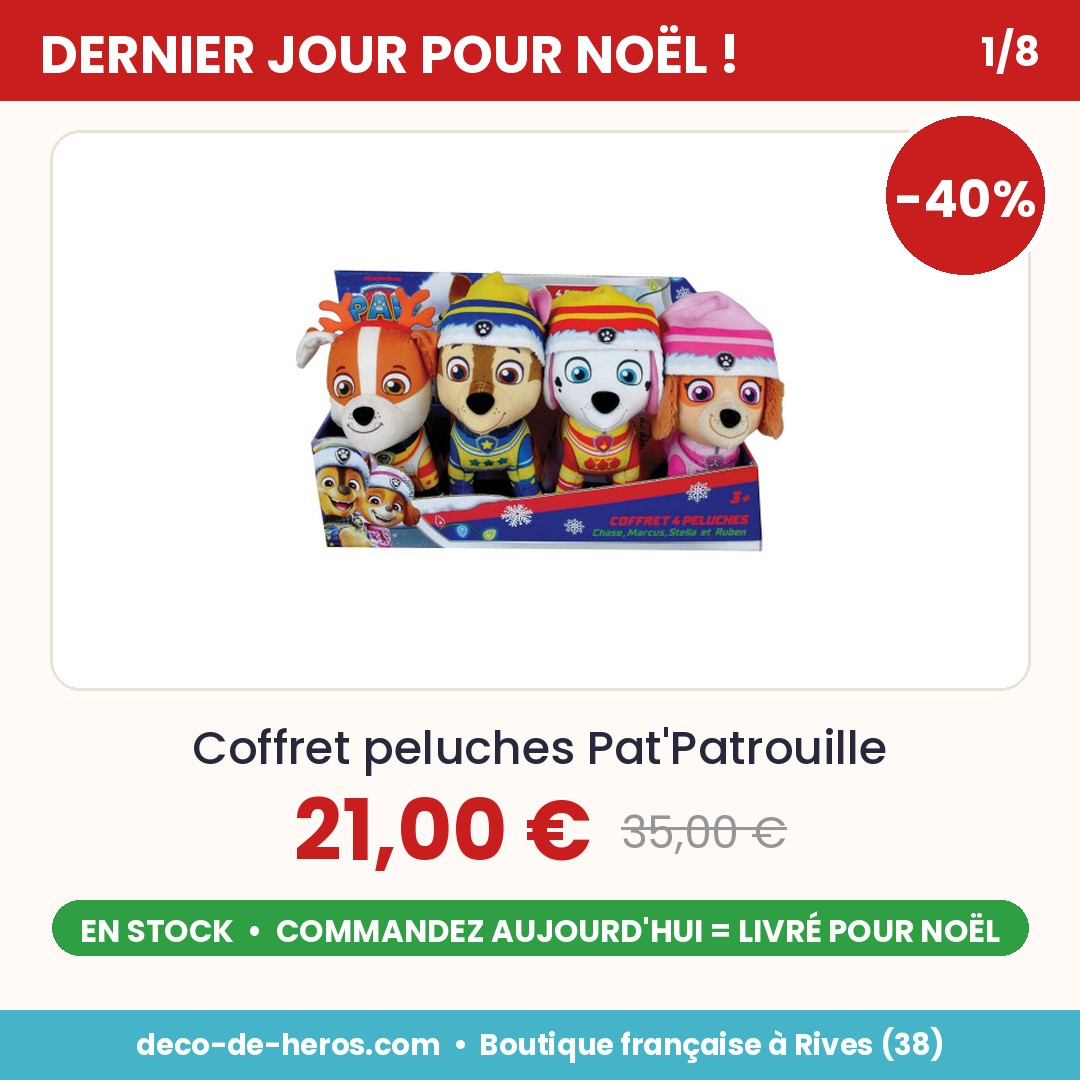 DERNIER JOUR POUR NOËL !
1/8
-40%
nickelodeon
PAW
3+
COFFRET 4 PELUCHES
Chase, Marcus, Stella et Ruben
Coffret peluches Pat'Patrouille
21,00 € 35,00 €
EN STOCK • COMMANDEZ AUJOURD'HUI = LIVRÉ POUR NOËL
deco-de-heros.com • Boutique française à Rives (38)